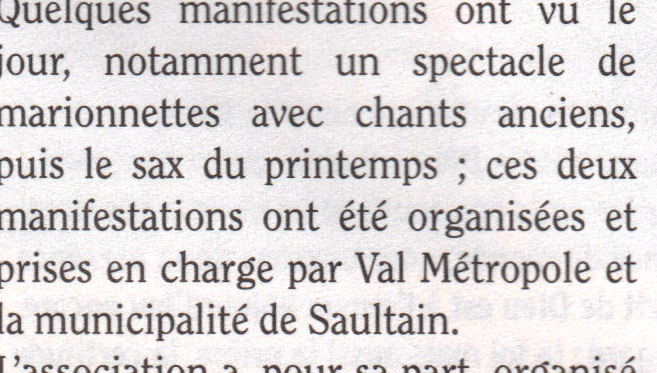 Quelques manifestations ont vu le
jour, notamment un spectacle de
marionnettes avec chants anciens,
puis le sax du printemps ; ces deux
manifestations ont été organisées et
prises en charge par Val Métropole et
la municipalité de Saultain.
L'association a, pour sa part, organisé